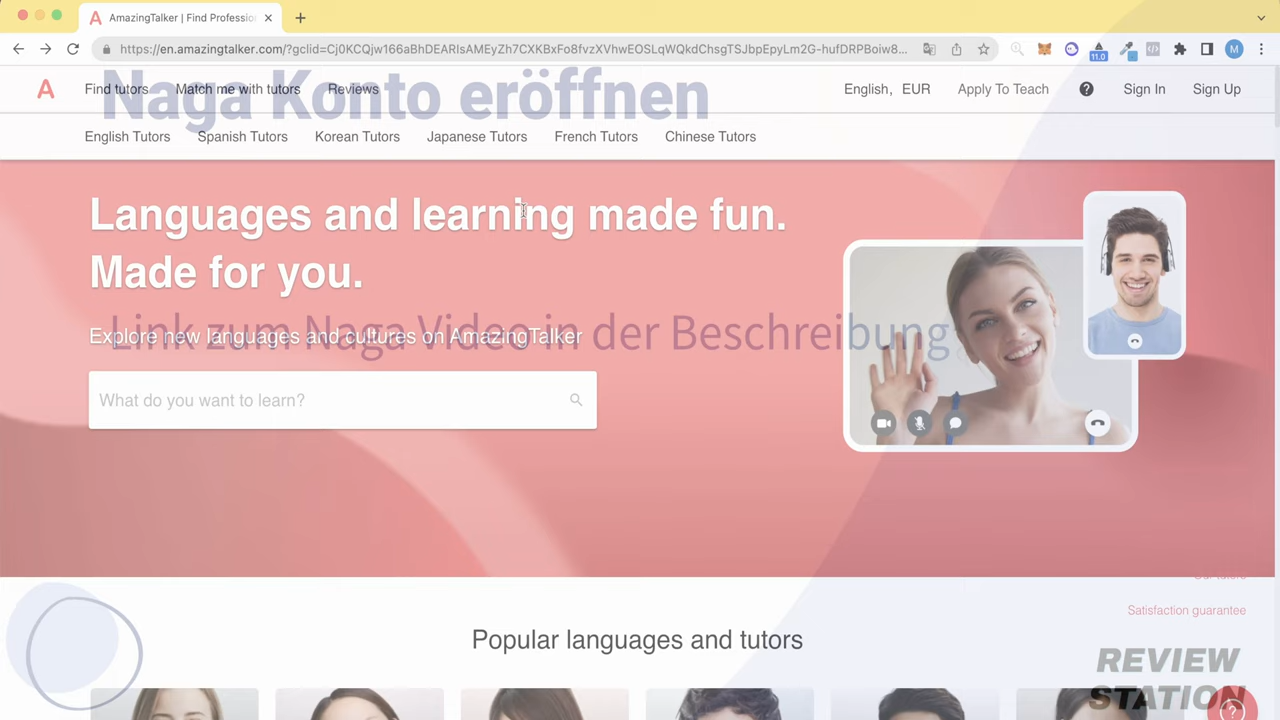 AmazingTalker | Find Professio
https://en.amazingtalker.com/?gclid=Cj0KCQjw166aBhDEARIsAMEyZh7CXKBxFo8fvzXVhwEOSLqWQkdChsgTSJbpEpyLm2G-hufDRPBoiw8...
11.0
M
Naga Konto eröffnen
Find tutors
Match me with tutors
Reviews
English, EUR
Apply To Teach
Sign In
Sign Up
English Tutors
Spanish Tutors
Korean Tutors
Japanese Tutors
French Tutors
Chinese Tutors
Languages and learning made fun.
Made for you.
Link zum Naga Video in der Beschreibung
Explore new languages and cultures on AmazingTalker
What do you want to learn?
Our tutors
Satisfaction guarantee
Popular languages and tutors
REVIEW
STATION